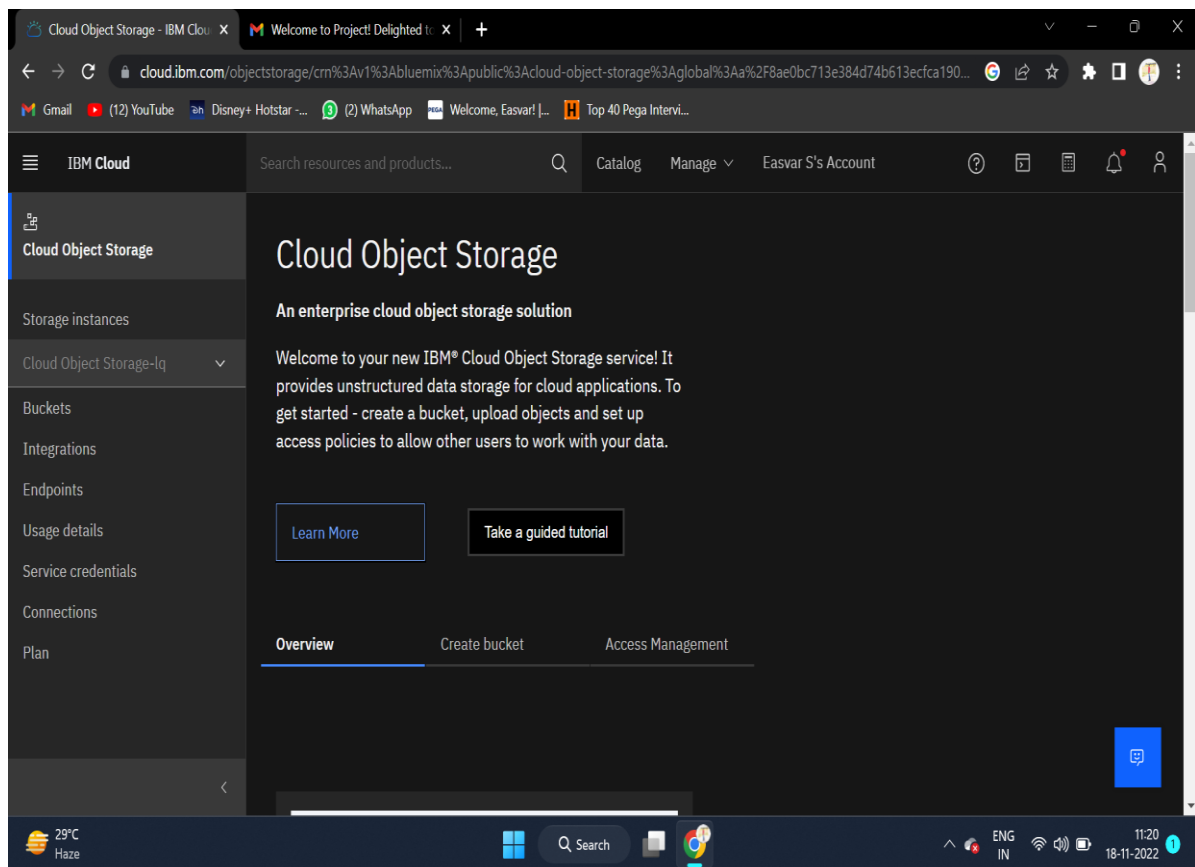 Cloud Object Storage - IBM Clou
Welcome to Project! Delighted to
cloud.ibm.com/objectstorage/crn%3Av1%3Abluemix%3Apublic%3Acloud-object-storage%3Aglobal%3Aa%2F8ae0bc713e384d74b613ecfca190...
Gmail (12) YouTube Disney+ Hotstar -... (2) WhatsApp Welcome, Easvar! |... Top 40 Pega Intervi...
IBM Cloud Search resources and products... Catalog Manage Easvar S's Account
Cloud Object Storage
Storage instances
Cloud Object Storage-lq
Buckets
Integrations
Endpoints
Usage details
Service credentials
Connections
Plan
Cloud Object Storage
An enterprise cloud object storage solution
Welcome to your new IBM® Cloud Object Storage service! It
provides unstructured data storage for cloud applications. To
get started - create a bucket, upload objects and set up
access policies to allow other users to work with your data.
Learn More Take a guided tutorial
Overview Create bucket Access Management
29°C
Haze
Search
ENG
IN
11:20
18-11-2022
1